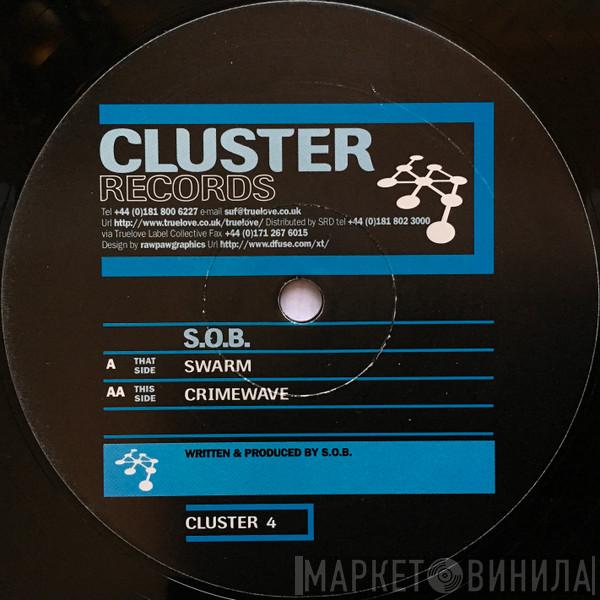 CLUSTER
RECORDS
Tel +44 (0)181 800 6227 e-mail suf@truelove.co.uk
Url http://www.truelove.co.uk/truelove/ Distributed by SRD tel +44 (0)181 802 3000
via Truelove Label Collective Fax +44 (0)171 267 6015
Design by rawpawgraphics Url http://www.dfuse.com/xt/
S.O.B.
A THAT SIDE SWARM
AA THIS SIDE CRIMEWAVE
WRITTEN & PRODUCED BY S.O.B.
CLUSTER 4
МАРКЕТ ВИНИЛА